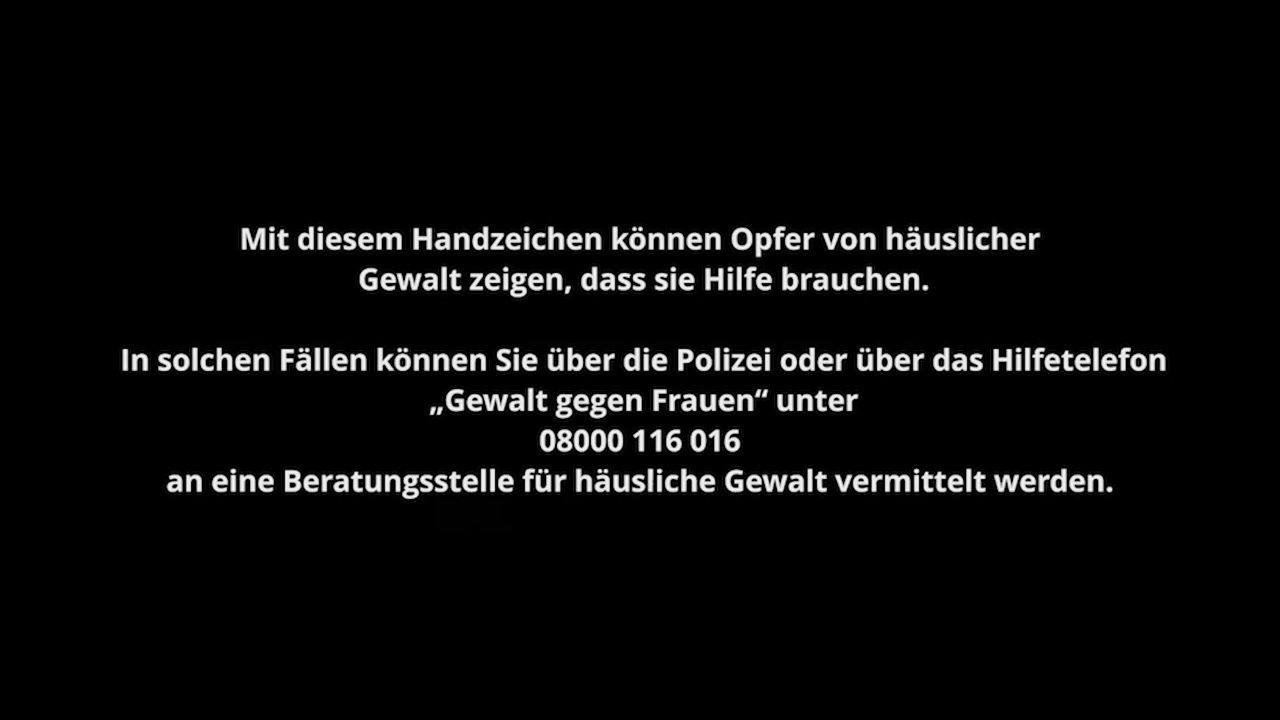 Mit diesem Handzeichen können Opfer von häuslicher
Gewalt zeigen, dass sie Hilfe brauchen.
In solchen Fällen können Sie über die Polizei oder über das Hilfetelefon
„Gewalt gegen Frauen“ unter
08000 116 016
an eine Beratungsstelle für häusliche Gewalt vermittelt werden.